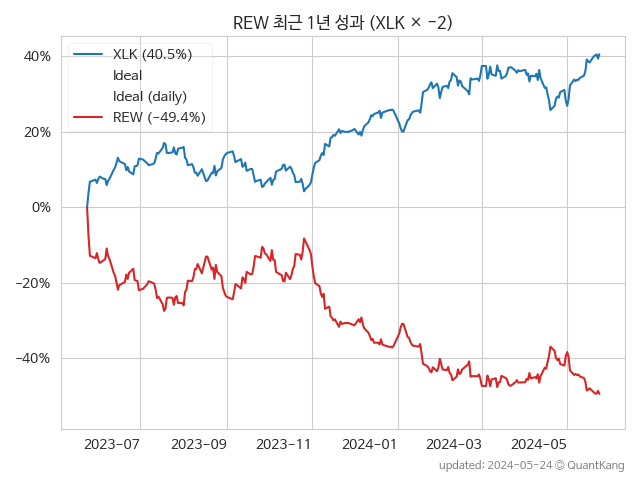 REW 최근 1년 성과 (XLK × −2)
XLK (40.5%)
Ideal
Ideal (daily)
REW (−49.4%)
40%
20%
0%
−20%
−40%
2023-07
2023-09
2023-11
2024-01
2024-03
2024-05
updated: 2024-05-24 © QuantKang